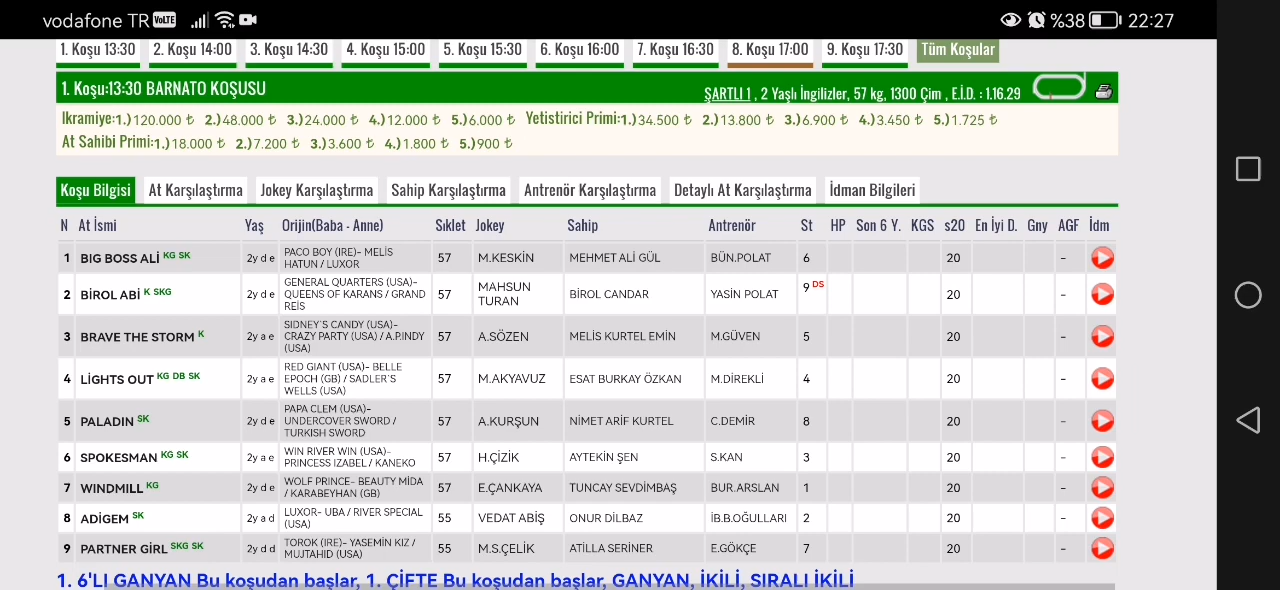 vodafone TR VoLTE %38 22:27
1. Koşu 13:30 2. Koşu 14:00 3. Koşu 14:30 4. Koşu 15:00 5. Koşu 15:30 6. Koşu 16:00 7. Koşu 16:30 8. Koşu 17:00 9. Koşu 17:30 Tüm Koşular
1. Koşu:13:30 BARNATO KOŞUSU
ŞARTLI 1 , 2 Yaşlı İngilizler, 57 kg, 1300 Çim , E.İ.D. : 1.16.29
Ikramiye:1.)120.000 ₺ 2.)48.000 ₺ 3.)24.000 ₺ 4.)12.000 ₺ 5.)6.000 ₺ Yetistirici Primi:1.)34.500 ₺ 2.)13.800 ₺ 3.)6.900 ₺ 4.)3.450 ₺ 5.)1.725 ₺
At Sahibi Primi:1.)18.000 ₺ 2.)7.200 ₺ 3.)3.600 ₺ 4.)1.800 ₺ 5.)900 ₺
Koşu Bilgisi At Karşılaştırma Jokey Karşılaştırma Sahip Karşılaştırma Antrenör Karşılaştırma Detaylı At Karşılaştırma İdman Bilgileri
N At İsmi Yaş Orijin(Baba - Anne) Sıklet Jokey Sahip Antrenör St HP Son 6 Y. KGS s20 En İyi D. Gny AGF İdm
1 BIG BOSS ALİ KG SK 2y d e PACO BOY (IRE)- MELİS HATUN / LUXOR 57 M.KESKİN MEHMET ALİ GÜL BÜN.POLAT 6 20 -
2 BİROL ABİ K SKG 2y d e GENERAL QUARTERS (USA)- QUEENS OF KARANS / GRAND REİS 57 MAHSUN TURAN BİROL CANDAR YASİN POLAT 9 DS 20 -
3 BRAVE THE STORM K 2y a e SIDNEY'S CANDY (USA)- CRAZY PARTY (USA) / A.P.INDY (USA) 57 A.SÖZEN MELİS KURTEL EMİN M.GÜVEN 5 20 -
4 LİGHTS OUT KG DB SK 2y a e RED GIANT (USA)- BELLE EPOCH (GB) / SADLER'S WELLS (USA) 57 M.AKYAVUZ ESAT BURKAY ÖZKAN M.DİREKLİ 4 20 -
5 PALADIN SK 2y d e PAPA CLEM (USA)- UNDERCOVER SWORD / TURKISH SWORD 57 A.KURŞUN NİMET ARİF KURTEL C.DEMİR 8 20 -
6 SPOKESMAN KG SK 2y a e WIN RIVER WIN (USA)- PRINCESS IZABEL / KANEKO 57 H.ÇİZİK AYTEKİN ŞEN S.KAN 3 20 -
7 WINDMILL KG 2y d e WOLF PRINCE- BEAUTY MİDA / KARABEYHAN (GB) 57 E.ÇANKAYA TUNCAY SEVDİMBAŞ BUR.ARSLAN 1 20 -
8 ADİGEM SK 2y a d LUXOR- UBA / RIVER SPECIAL (USA) 55 VEDAT ABİŞ ONUR DİLBAZ İB.B.OĞULLARI 2 20 -
9 PARTNER GİRL SKG SK 2y d d TOROK (IRE)- YASEMİN KIZ / MUJTAHID (USA) 55 M.S.ÇELİK ATİLLA SERİNER E.GÖKÇE 7 20 -
1. 6'LI GANYAN Bu koşudan başlar, 1. ÇİFTE Bu koşudan başlar, GANYAN, İKİLİ, SIRALI İKİLİ